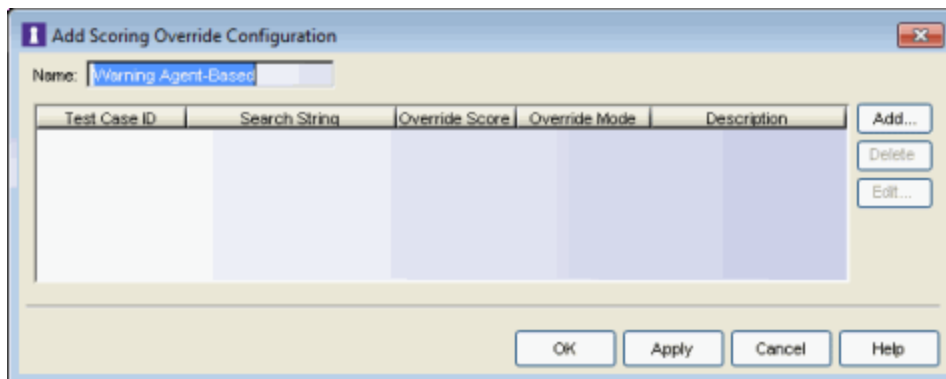 Add Scoring Override Configuration
Name: Warning Agent-Based
Test Case ID Search String Override Score Override Mode Description
Add...
Delete
Edit...
OK Apply Cancel Help